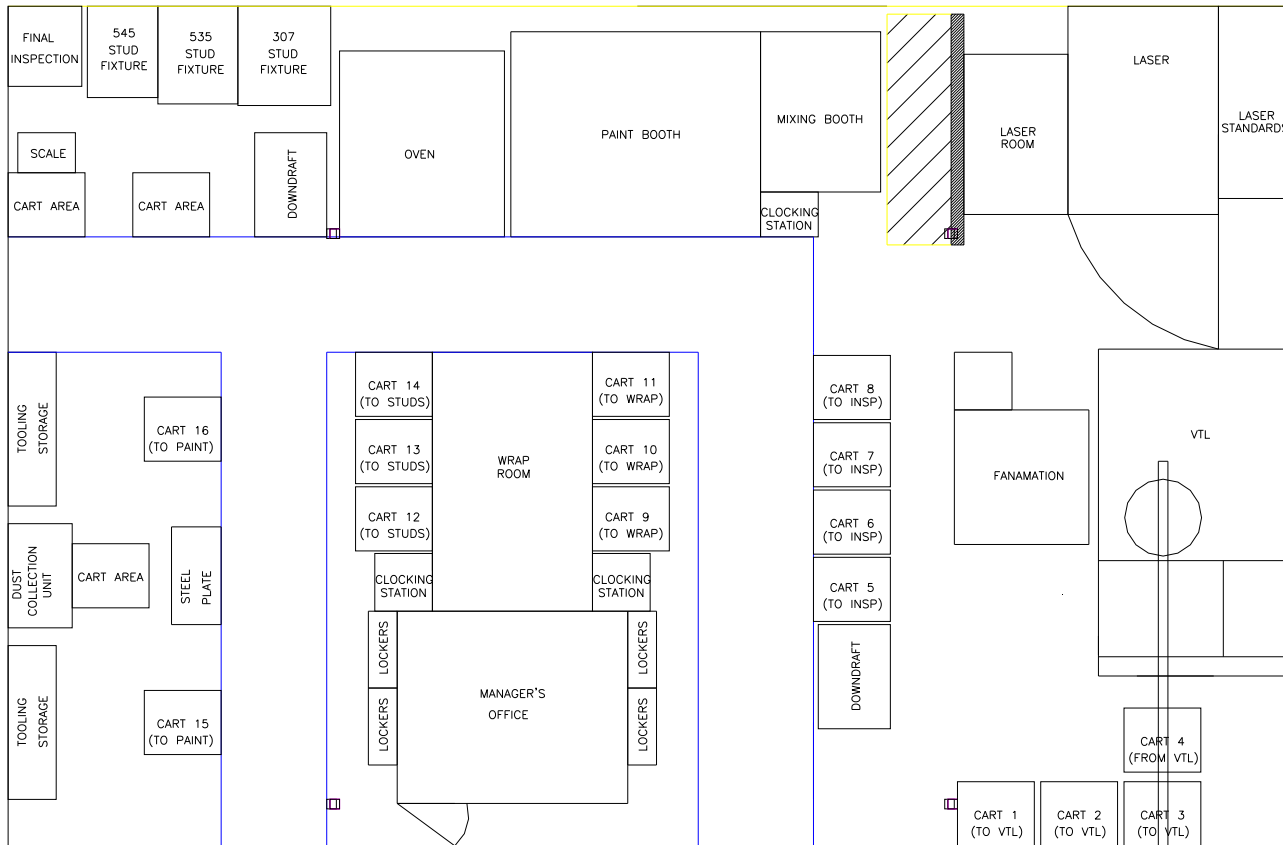 FINAL
INSPECTION
545
STUD
FIXTURE
535
STUD
FIXTURE
307
STUD
FIXTURE
OVEN
PAINT BOOTH
MIXING BOOTH
LASER
ROOM
LASER
LASER
STANDARDS
SCALE
CART AREA
CART AREA
DOWNDRAFT
CLOCKING
STATION
TOOLING
STORAGE
CART 16
(TO PAINT)
CART 14
(TO STUDS)
CART 13
(TO STUDS)
CART 12
(TO STUDS)
WRAP
ROOM
CART 11
(TO WRAP)
CART 10
(TO WRAP)
CART 9
(TO WRAP)
CART 8
(TO INSP)
CART 7
(TO INSP)
CART 6
(TO INSP)
CART 5
(TO INSP)
FANAMATION
VTL
DUST
COLLECTION
UNIT
CART AREA
STEEL
PLATE
CLOCKING
STATION
CLOCKING
STATION
LOCKERS
LOCKERS
MANAGER'S
OFFICE
LOCKERS
LOCKERS
DOWNDRAFT
TOOLING
STORAGE
CART 15
(TO PAINT)
CART 4
(FROM VTL)
CART 1
(TO VTL)
CART 2
(TO VTL)
CART 3
(TO VTL)